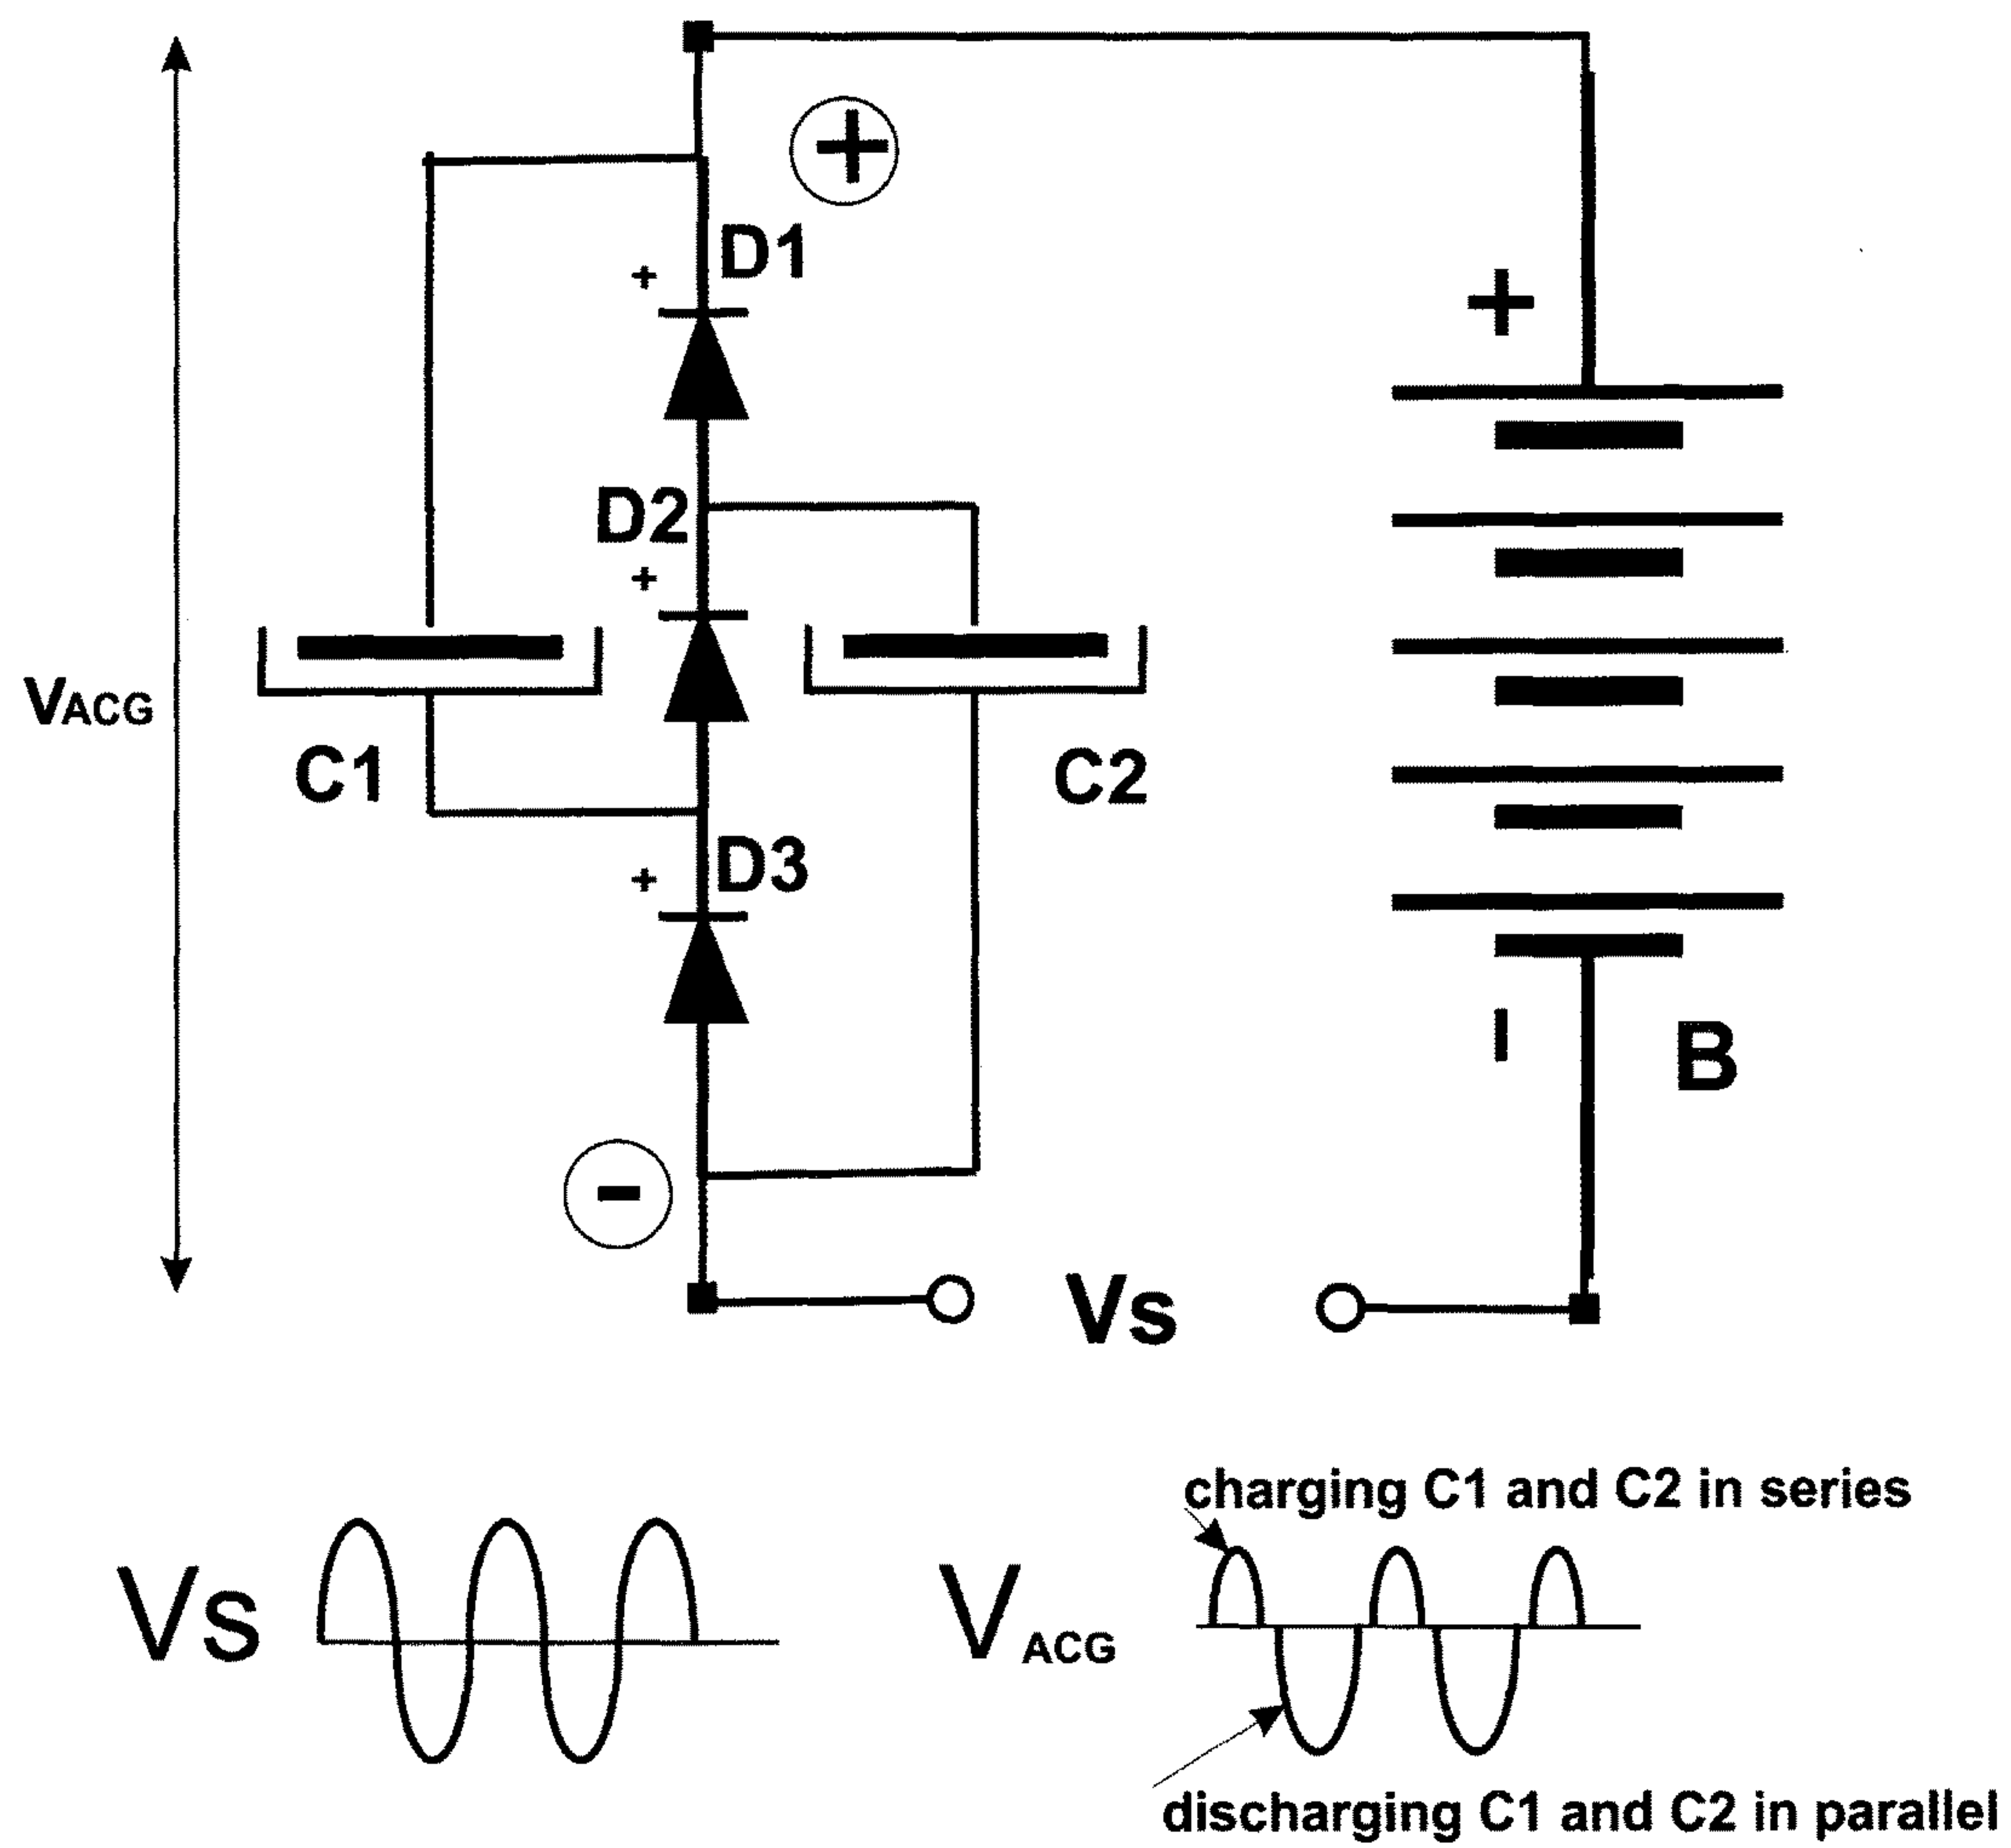 +
D1
+
+
D2
+
VACG
C1
C2
D3
+
-
B
-
Vs
charging C1 and C2 in series
Vs
VACG
discharging C1 and C2 in parallel